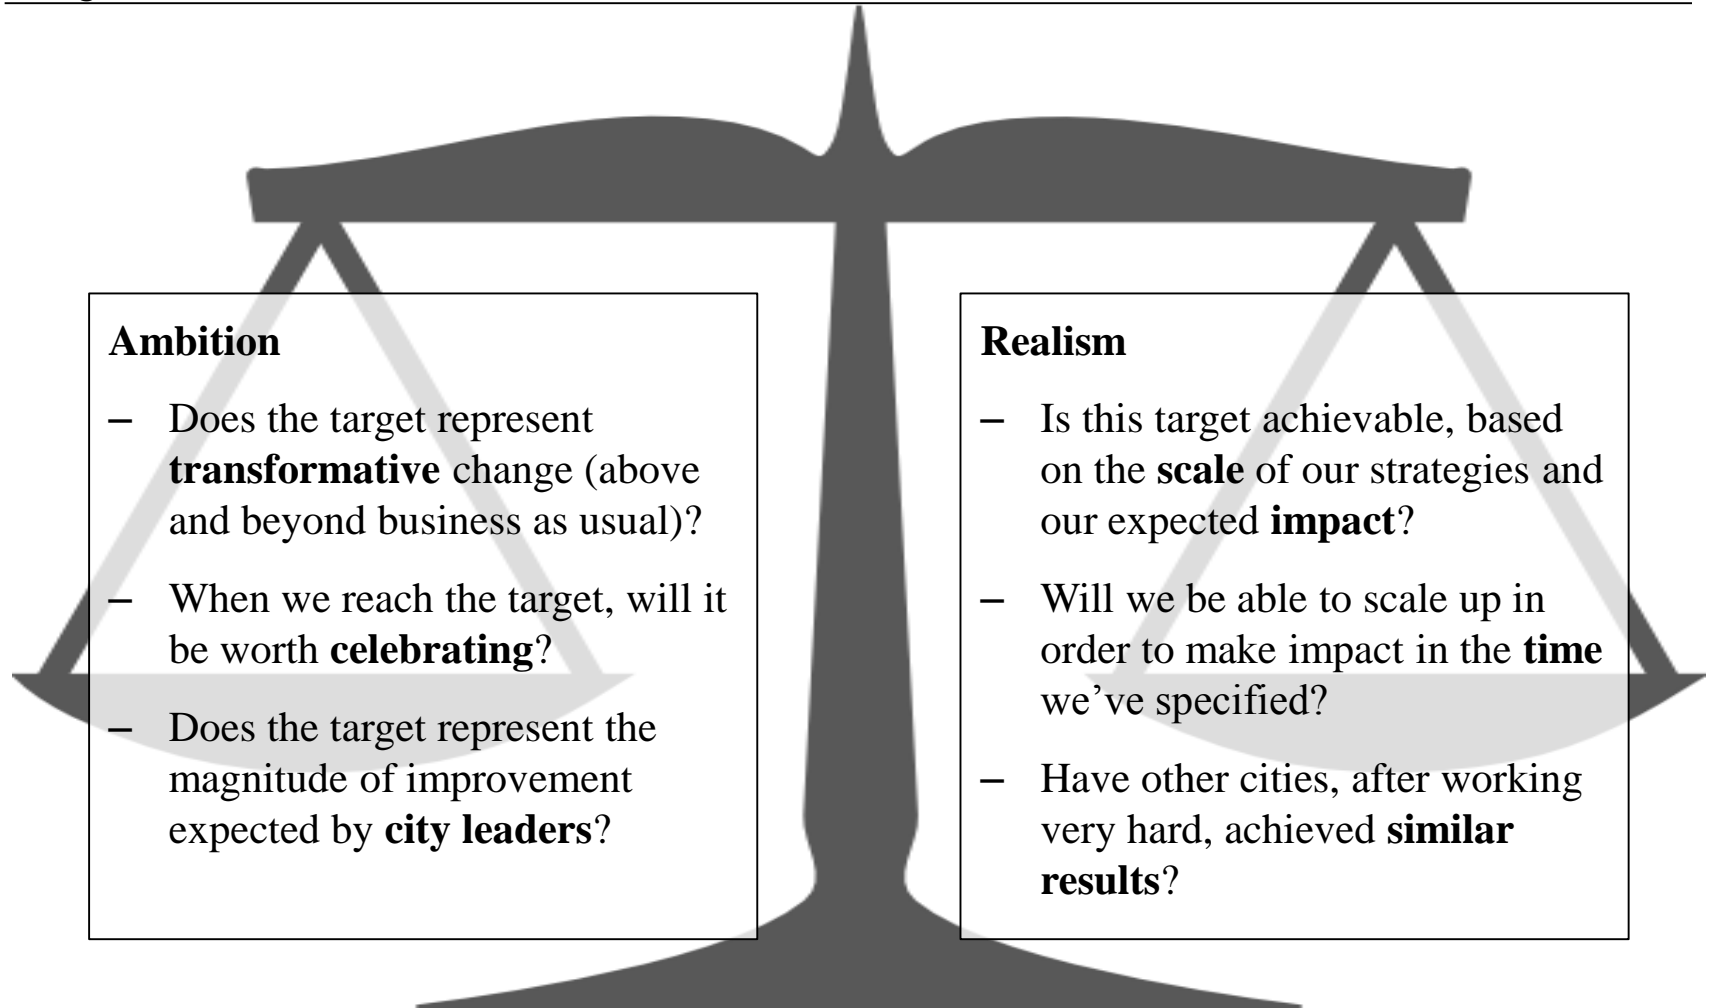 Ambition
– Does the target represent
transformative change (above
and beyond business as usual)?
– When we reach the target, will it
be worth celebrating?
– Does the target represent the
magnitude of improvement
expected by city leaders?
Realism
– Is this target achievable, based
on the scale of our strategies and
our expected impact?
– Will we be able to scale up in
order to make impact in the time
we’ve specified?
– Have other cities, after working
very hard, achieved similar
results?